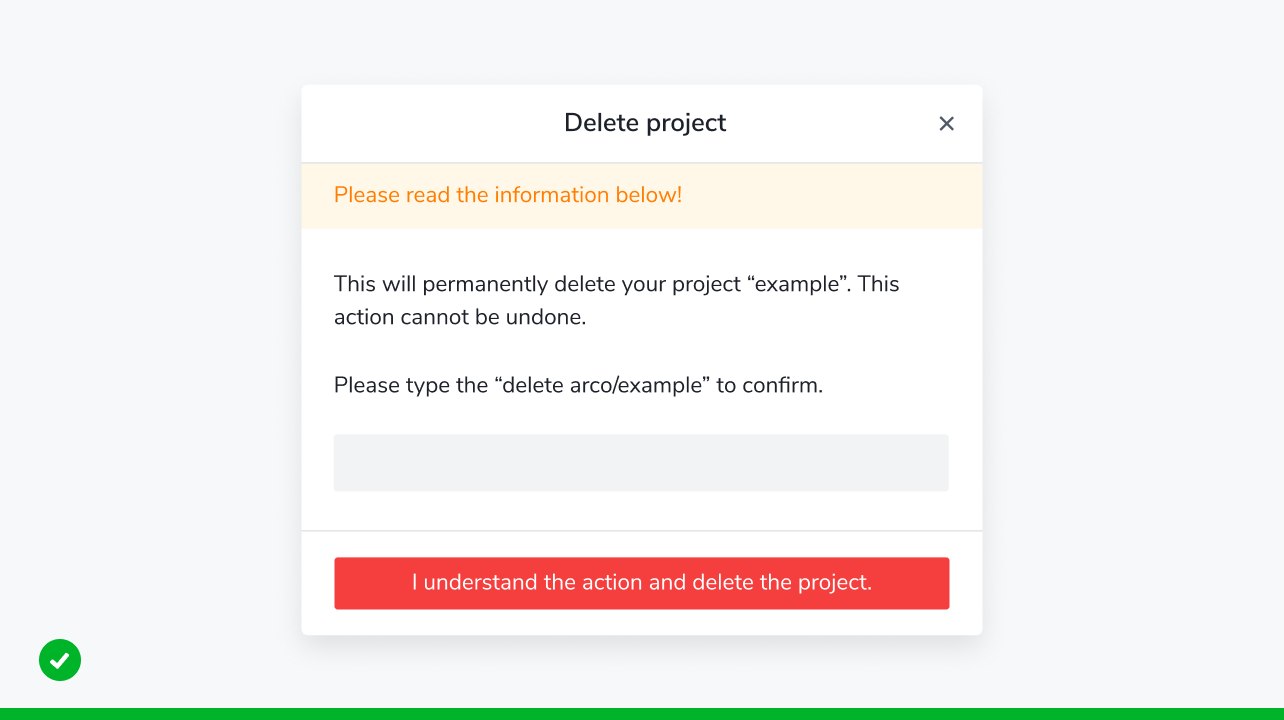 Delete project
Please read the information below!
This will permanently delete your project “example”. This
action cannot be undone.
Please type the “delete arco/example” to confirm.
I understand the action and delete the project.